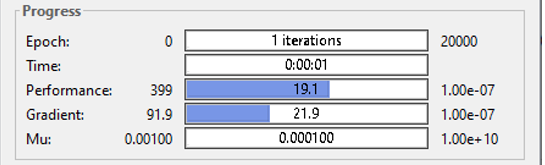 Progress
Epoch: 0 1 iterations 20000
Time: 0:00:01
Performance: 399 19.1 1.00e-07
Gradient: 91.9 21.9 1.00e-07
Mu: 0.00100 0.000100 1.00e+10